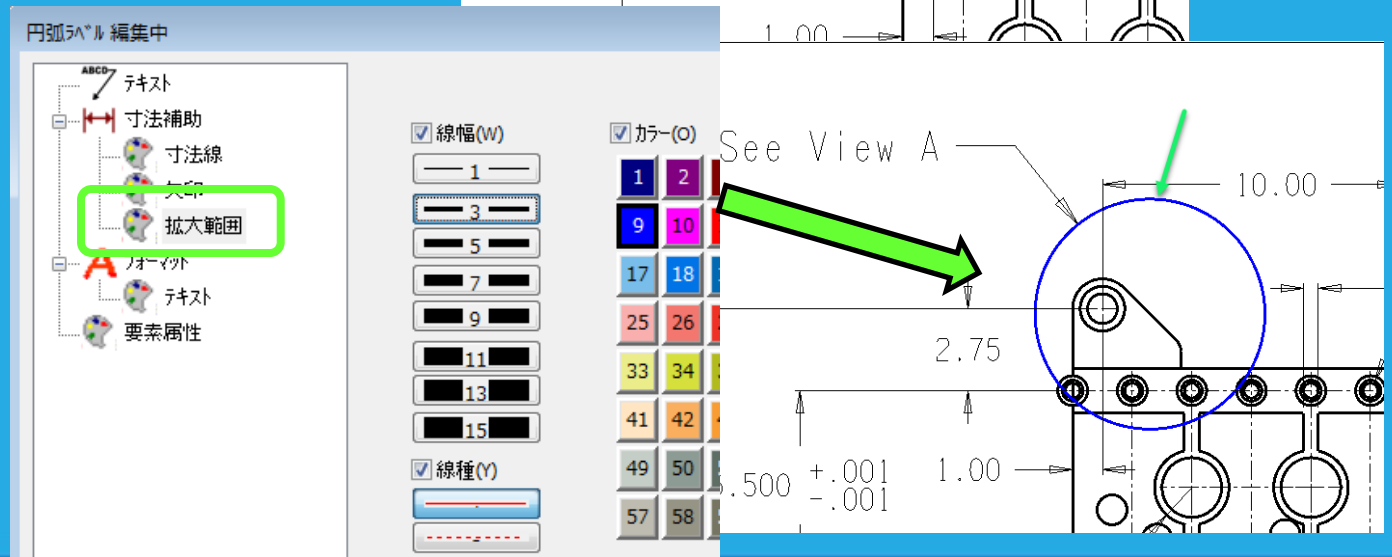 円弧ラベル 編集中
ABCD
テキスト
寸法補助
寸法線
矢印
拡大範囲
フォーマット
テキスト
要素属性
線幅(W)
1
3
5
7
9
11
13
15
線種(Y)
カラー(O)
1 2
9 10
17 18
25 26
33 34
41 42
49 50
57 58
1.00
See View A
10.00
2.75
.500 +.001
-.001
1.00